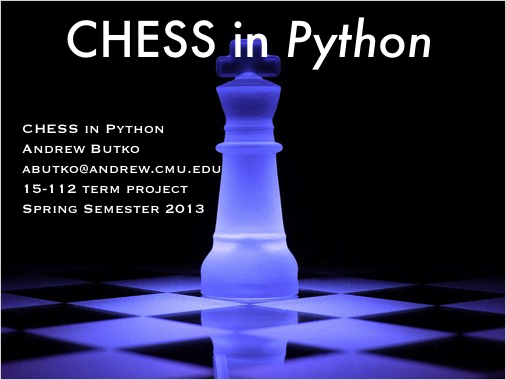 CHESS in Python
CHESS in Python
Andrew Butko
abutko@andrew.cmu.edu
15-112 term project
Spring Semester 2013